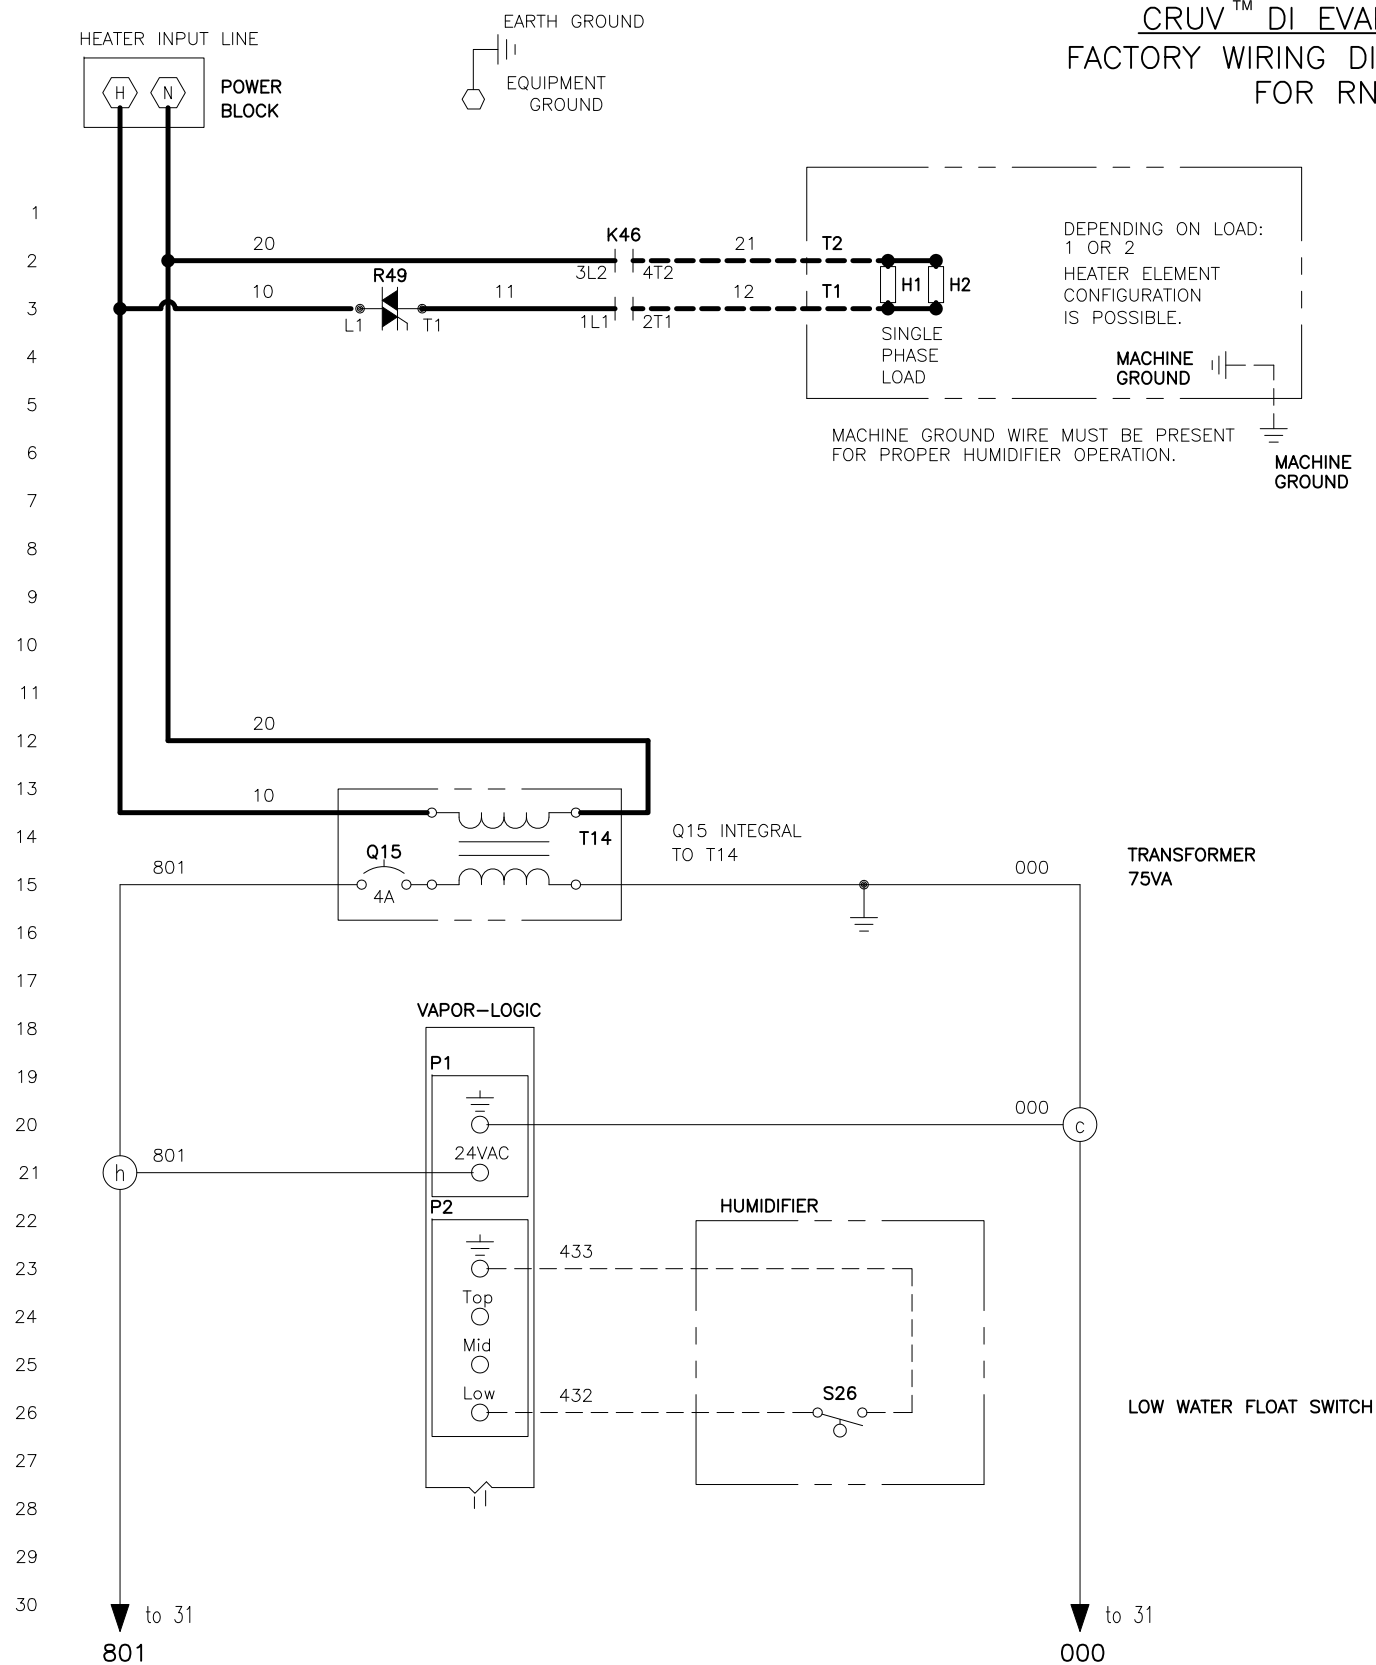 CRUV™ DI EVA
FACTORY WIRING DI
FOR RN
EARTH GROUND
HEATER INPUT LINE
H N
POWER
BLOCK
EQUIPMENT
GROUND
1
DEPENDING ON LOAD:
1 OR 2
HEATER ELEMENT
CONFIGURATION
IS POSSIBLE.
2
20 K46 21 T2
3L2 4T2
R49
H1 H2
3
10 11 12 T1
L1 T1 1L1 2T1
SINGLE
PHASE
LOAD
4
MACHINE
GROUND
5
6
MACHINE GROUND WIRE MUST BE PRESENT
FOR PROPER HUMIDIFIER OPERATION.
MACHINE
GROUND
7
8
9
10
11
12
20
13
10
14
T14
Q15 INTEGRAL
TO T14
15
801 Q15 000
4A
TRANSFORMER
75VA
16
17
18
VAPOR-LOGIC
19
P1
20
000 c
24VAC
21
h 801
22
P2 HUMIDIFIER
23
433
24
Top
25
Mid
26
Low 432 S26
LOW WATER FLOAT SWITCH
27
28
29
30
to 31 to 31
801 000